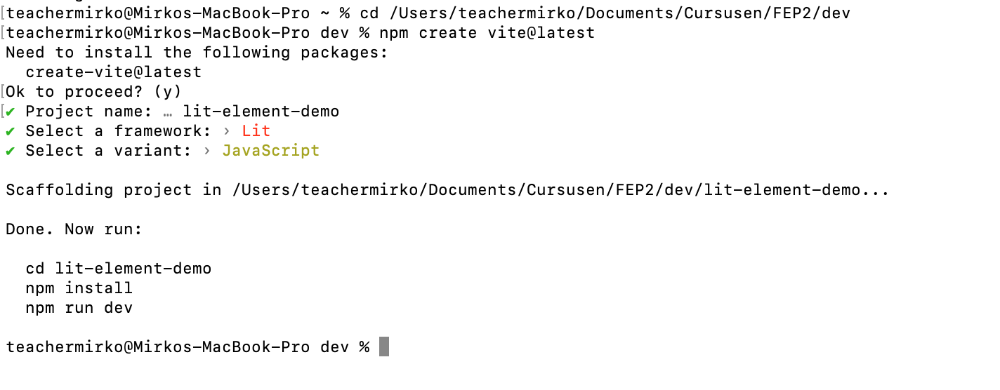 [teachermirko@Mirkos-MacBook-Pro ~ % cd /Users/teachermirko/Documents/Cursusen/FEP2/dev
[teachermirko@Mirkos-MacBook-Pro dev % npm create vite@latest
Need to install the following packages:
  create-vite@latest
[Ok to proceed? (y)
[✔ Project name: … lit-element-demo
✔ Select a framework: › Lit
✔ Select a variant: › JavaScript

Scaffolding project in /Users/teachermirko/Documents/Cursusen/FEP2/dev/lit-element-demo...

Done. Now run:

  cd lit-element-demo
  npm install
  npm run dev

teachermirko@Mirkos-MacBook-Pro dev %